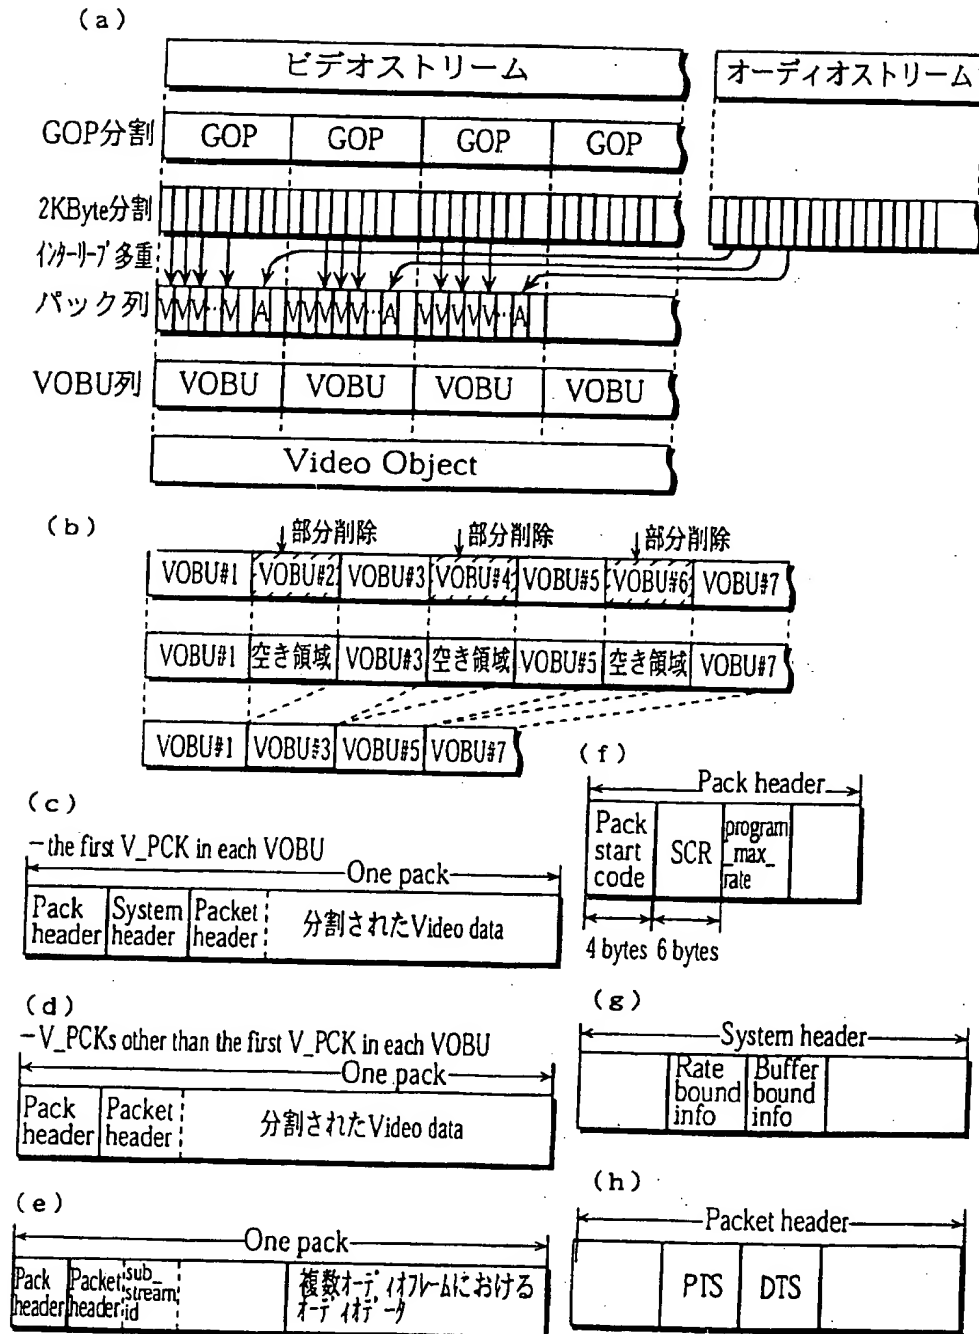 (a)
ビデオストリーム オーディオストリーム
GOP分割 GOP GOP GOP GOP
2KByte分割
インターリーブ多重
パック列 V V V … V A V V V V V … A V V V V V … A
VOBU列 VOBU VOBU VOBU VOBU
Video Object
(b)
部分削除 部分削除 部分削除
VOBU#1 VOBU#2 VOBU#3 VOBU#4 VOBU#5 VOBU#6 VOBU#7
VOBU#1 空き領域 VOBU#3 空き領域 VOBU#5 空き領域 VOBU#7
VOBU#1 VOBU#3 VOBU#5 VOBU#7
(c)
– the first V_PCK in each VOBU
One pack
Pack header System header Packet header 分割されたVideo data
(d)
– V_PCKs other than the first V_PCK in each VOBU
One pack
Pack header Packet header 分割されたVideo data
(e)
One pack
Pack header Packet header sub_stream_id 複数オーディオフレームにおける
オーディオデータ
(f)
Pack header
Pack start code SCR program_max_rate
4 bytes 6 bytes
(g)
System header
Rate bound info Buffer bound info
(h)
Packet header
PTS DTS